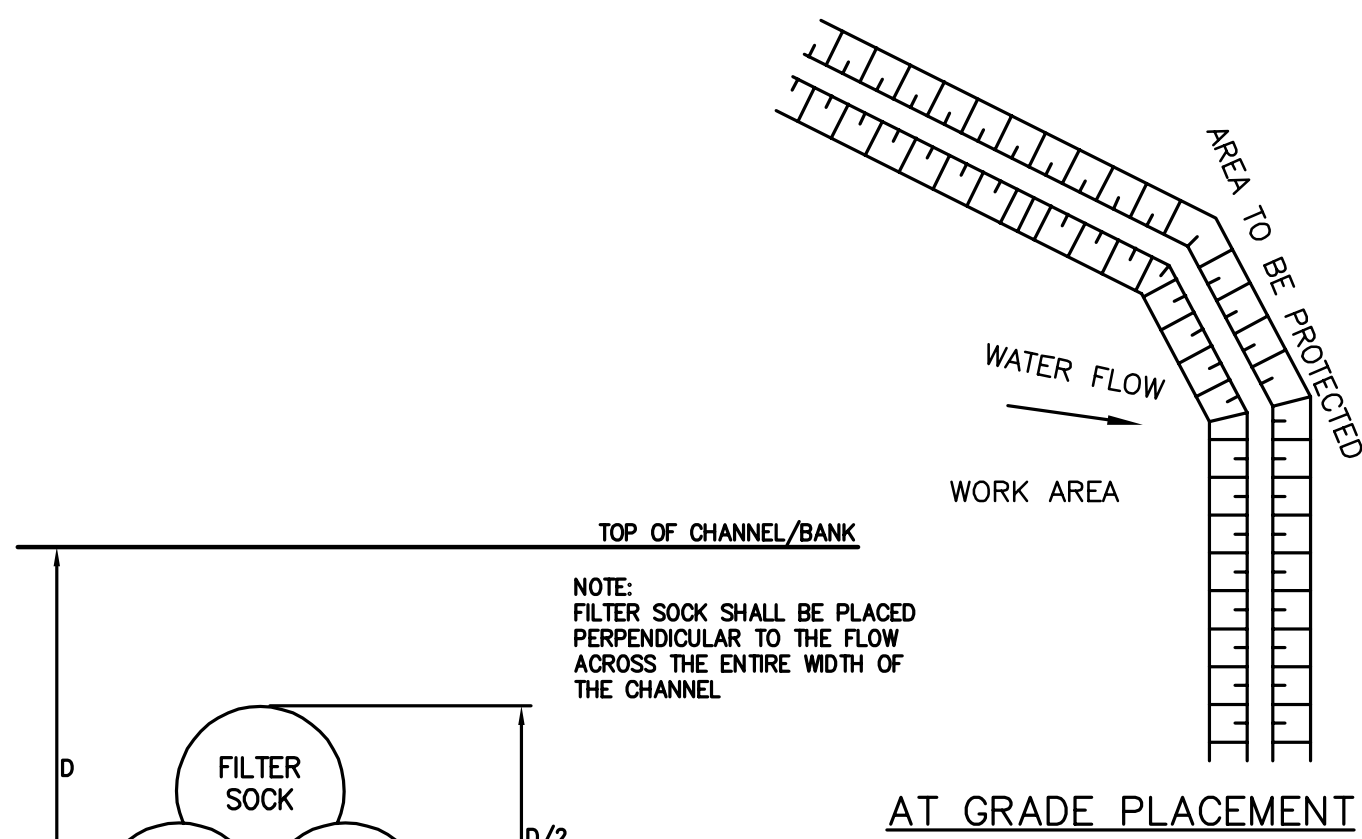 AREA TO BE PROTECTED
WATER FLOW
WORK AREA
TOP OF CHANNEL/BANK
NOTE:
FILTER SOCK SHALL BE PLACED
PERPENDICULAR TO THE FLOW
ACROSS THE ENTIRE WIDTH OF
THE CHANNEL
D
FILTER
SOCK
D/2
AT GRADE PLACEMENT